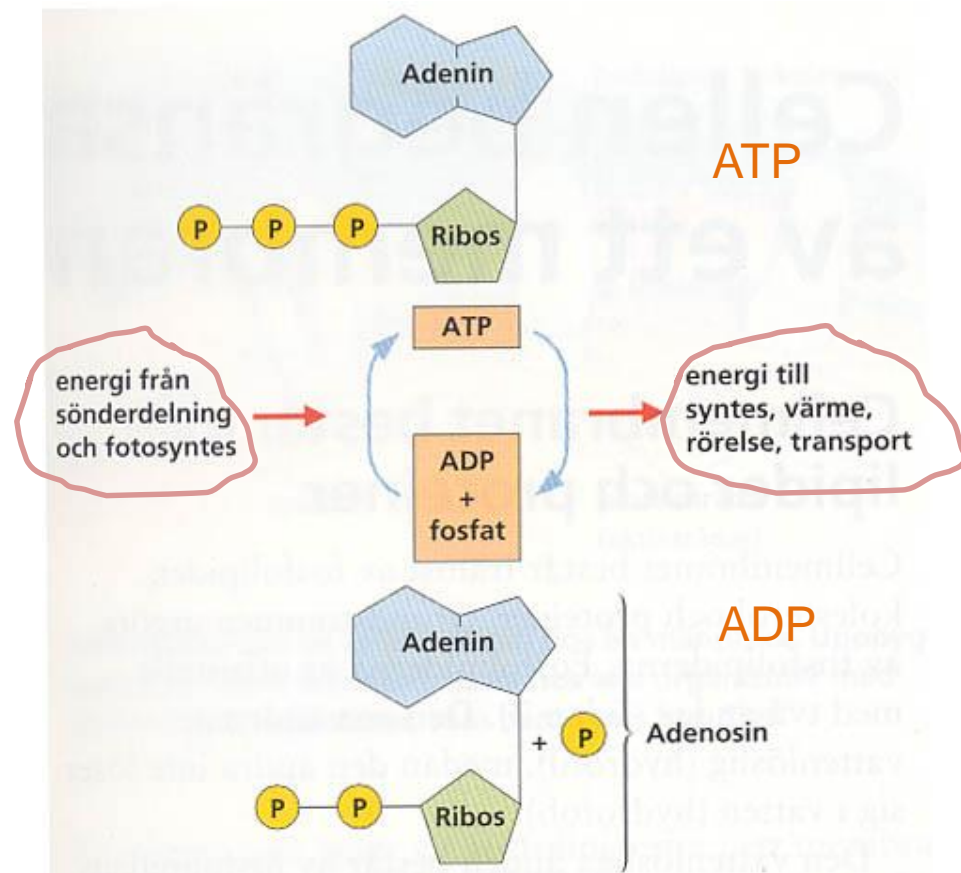 Adenin
ATP
P P P Ribos
ATP
energi från
sönderdelning
och fotosyntes
energi till
syntes, värme,
rörelse, transport
ADP
+
fosfat
Adenin
ADP
+ P
Adenosin
P P Ribos